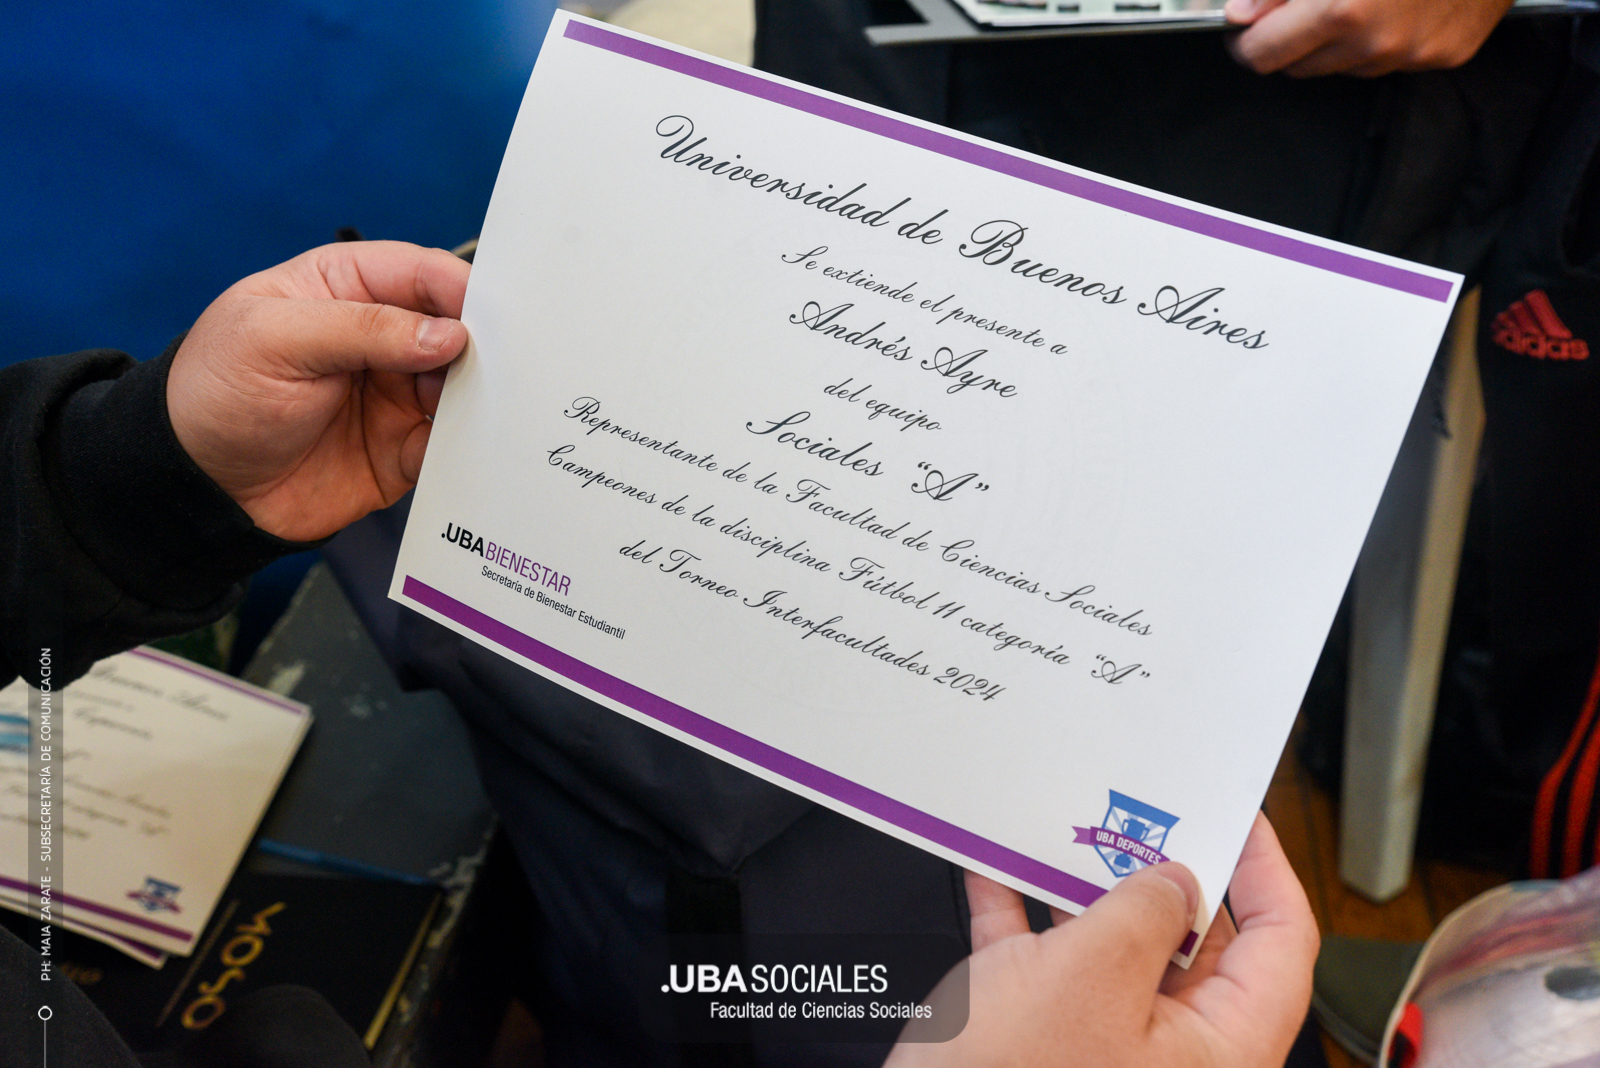 Universidad de Buenos Aires
Se extiende el presente a
Andrés Ayre
del equipo
Sociales “A”
Representante de la Facultad de Ciencias Sociales
Campeones de la disciplina Fútbol 11 categoría “A”
del Torneo Interfacultades 2024
.UBABIENESTAR
Secretaría de Bienestar Estudiantil
UBA DEPORTES
adidas
PH: MAIA ZARATE - SUBSECRETARÍA DE COMUNICACIÓN
.UBASOCIALES
Facultad de Ciencias Sociales